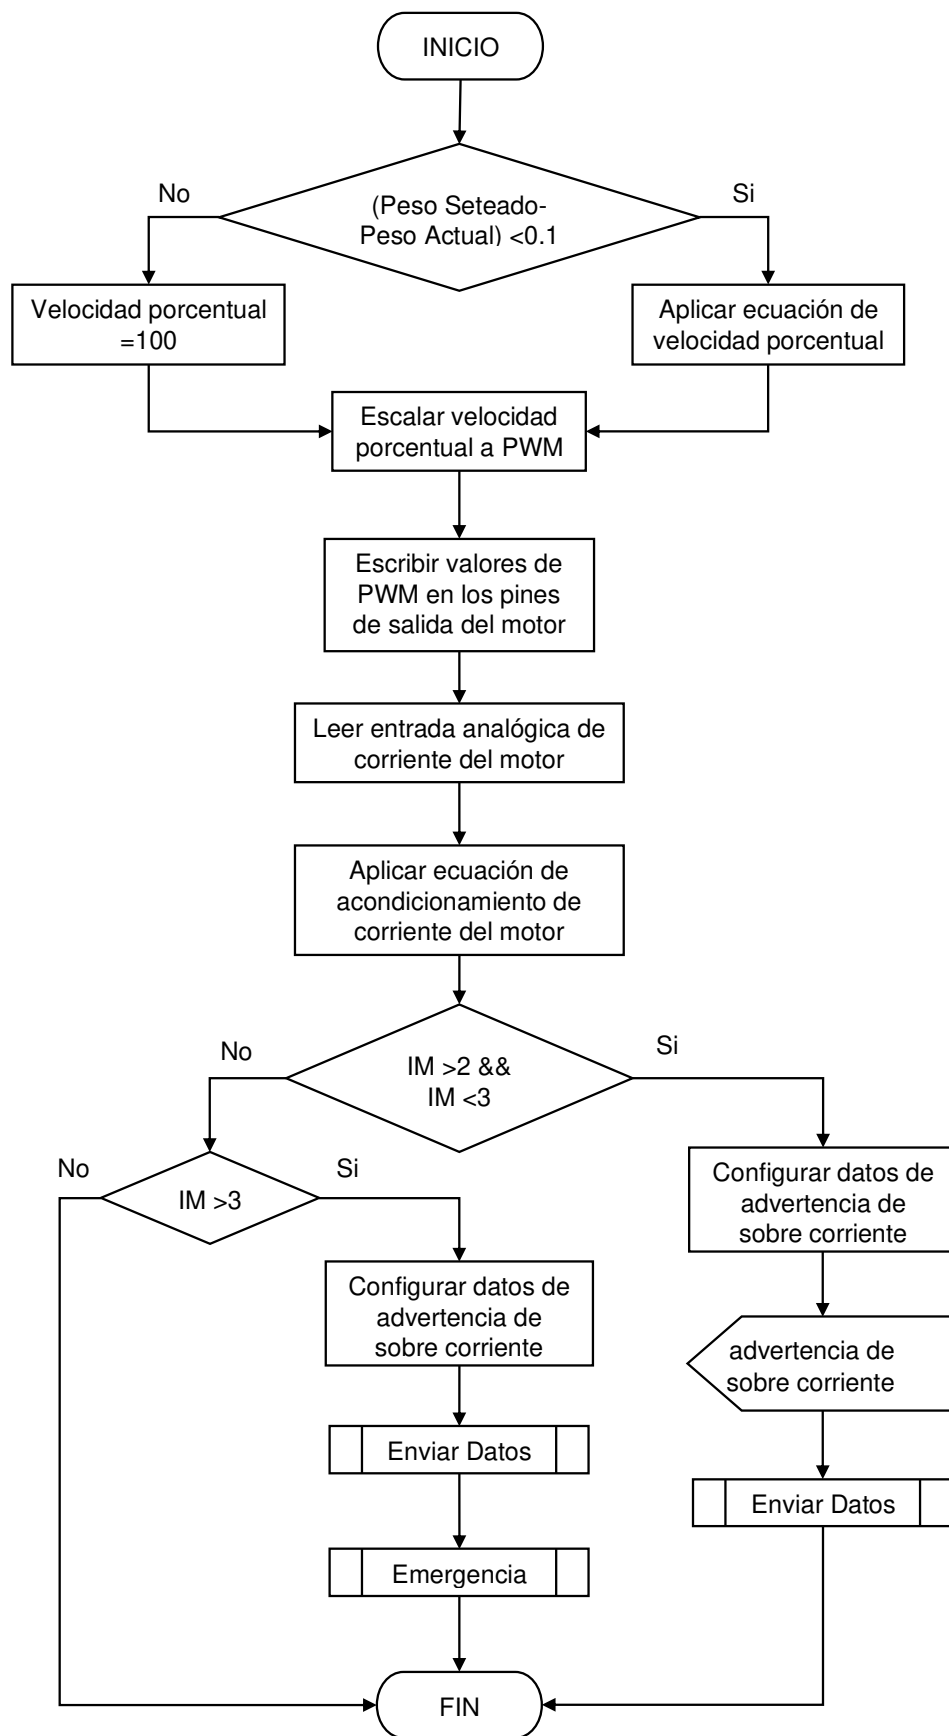 INICIO
No
Si
(Peso Seteado-
Peso Actual) <0.1
Velocidad porcentual
=100
Aplicar ecuación de
velocidad porcentual
Escalar velocidad
porcentual a PWM
Escribir valores de
PWM en los pines
de salida del motor
Leer entrada analógica de
corriente del motor
Aplicar ecuación de
acondicionamiento de
corriente del motor
No
Si
IM >2 &&
IM <3
No
Si
IM >3
Configurar datos de
advertencia de
sobre corriente
Configurar datos de
advertencia de
sobre corriente
advertencia de
sobre corriente
Enviar Datos
Enviar Datos
Emergencia
FIN